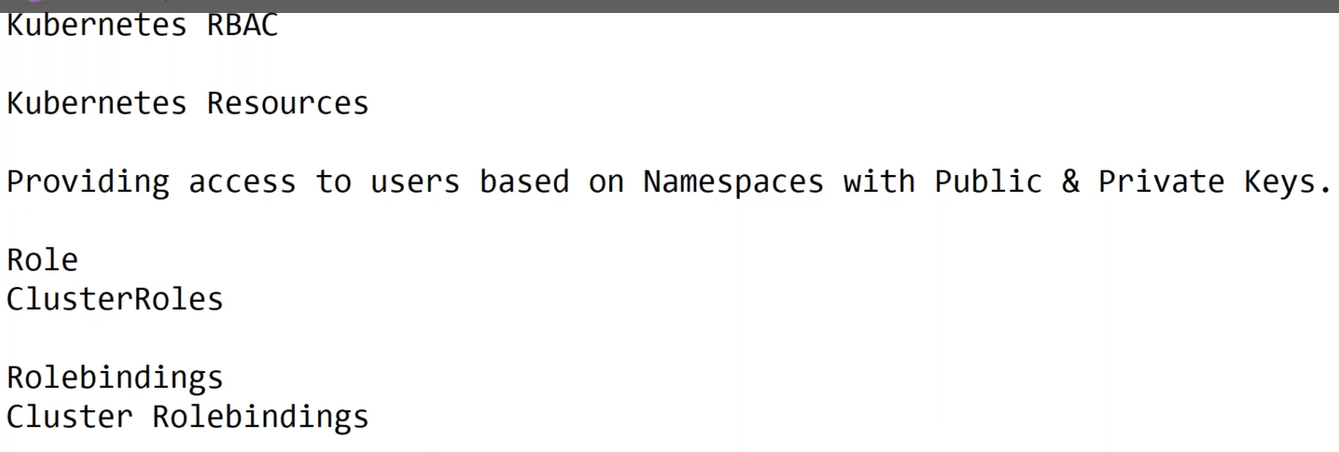 Kubernetes RBAC
Kubernetes Resources
Providing access to users based on Namespaces with Public & Private Keys.
Role
ClusterRoles
Rolebindings
Cluster Rolebindings